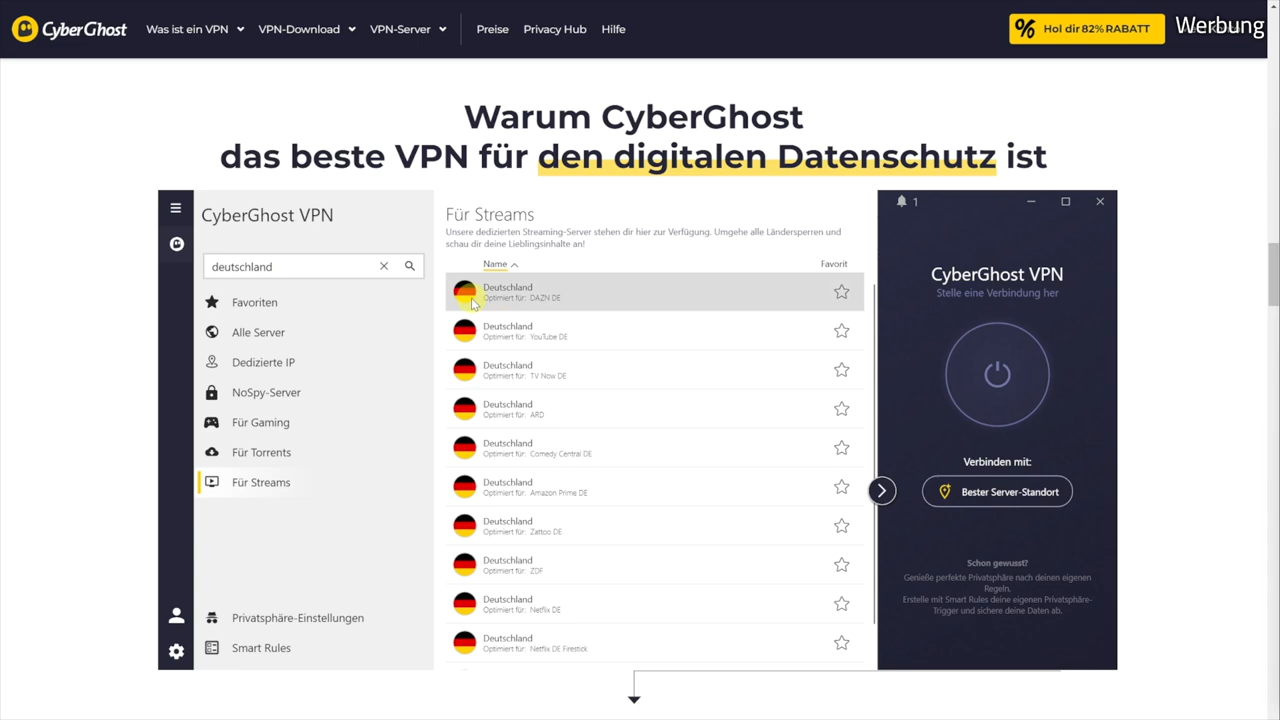 CyberGhost
Was ist ein VPN
VPN-Download
VPN-Server
Preise
Privacy Hub
Hilfe
% Hol dir 82% RABATT
Werbung
Warum CyberGhost
das beste VPN für den digitalen Datenschutz ist
CyberGhost VPN
deutschland
Favoriten
Alle Server
Dedizierte IP
NoSpy-Server
Für Gaming
Für Torrents
Für Streams
Privatsphäre-Einstellungen
Smart Rules
Für Streams
Unsere dedizierten Streaming-Server stehen dir hier zur Verfügung. Umgehe alle Ländersperren und
schau dir deine Lieblingsinhalte an!
Name
Favorit
Deutschland
Optimiert für: DAZN DE
Deutschland
Optimiert für: YouTube DE
Deutschland
Optimiert für: TV Now DE
Deutschland
Optimiert für: ARD
Deutschland
Optimiert für: Comedy Central DE
Deutschland
Optimiert für: Amazon Prime DE
Deutschland
Optimiert für: Zattoo DE
Deutschland
Optimiert für: ZDF
Deutschland
Optimiert für: Netflix DE
Deutschland
Optimiert für: Netflix DE Firestick
1
CyberGhost VPN
Stelle eine Verbindung her
Verbinden mit:
Bester Server-Standort
Schon gewusst?
Genieße perfekte Privatsphäre nach deinen eigenen
Regeln.
Erstelle mit Smart Rules deine eigenen Privatsphäre-
Trigger und sichere deine Daten ab.